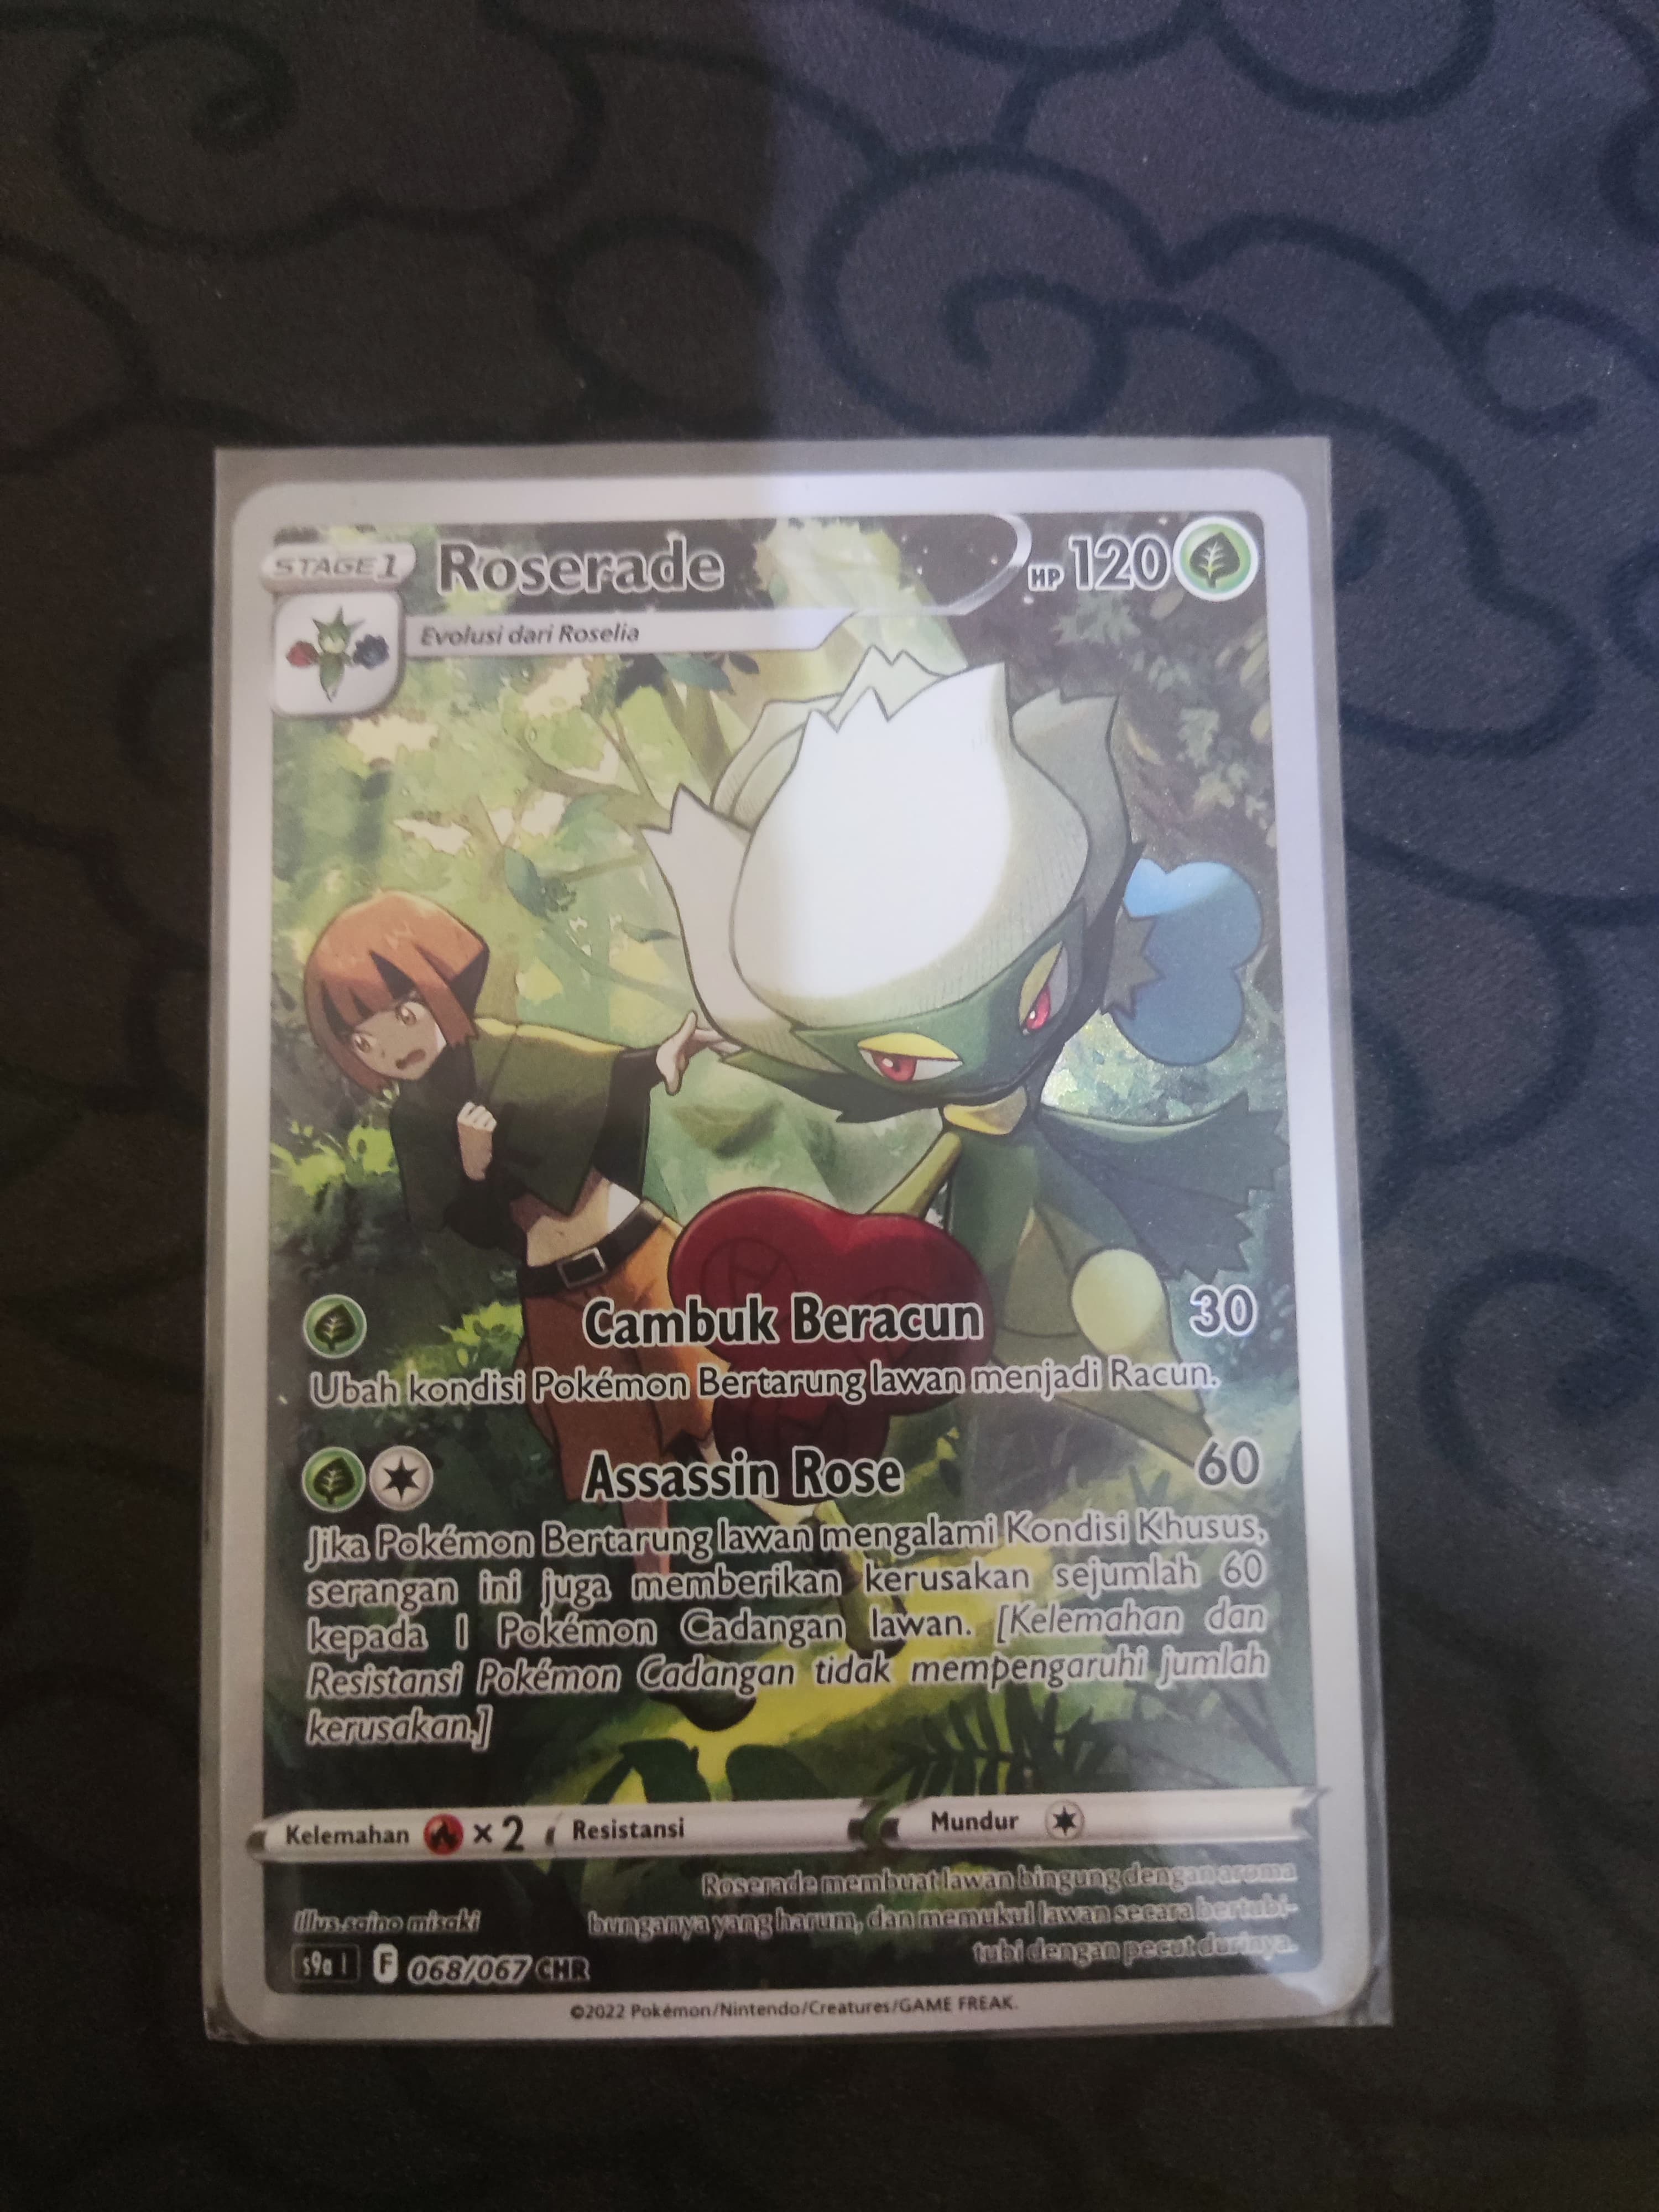 STAGE 1 Roserade HP 120
Evolusi dari Roselia
Cambuk Beracun 30
Ubah kondisi Pokémon Bertarung lawan menjadi Racun.
Assassin Rose 60
Jika Pokémon Bertarung lawan mengalami Kondisi Khusus,
serangan ini juga memberikan kerusakan sejumlah 60
kepada 1 Pokémon Cadangan lawan. [Kelemahan dan
Resistansi Pokémon Cadangan tidak mempengaruhi jumlah
kerusakan.]
Kelemahan × 2 Resistansi Mundur
Roserade membuat lawan bingung dengan aroma
bunganya yang harum, dan memukul lawan secara bertubi-
tubi dengan pecut durinya.
Illus. saino misaki
s9a I F 068/067 CHR
©2022 Pokémon/Nintendo/Creatures/GAME FREAK.